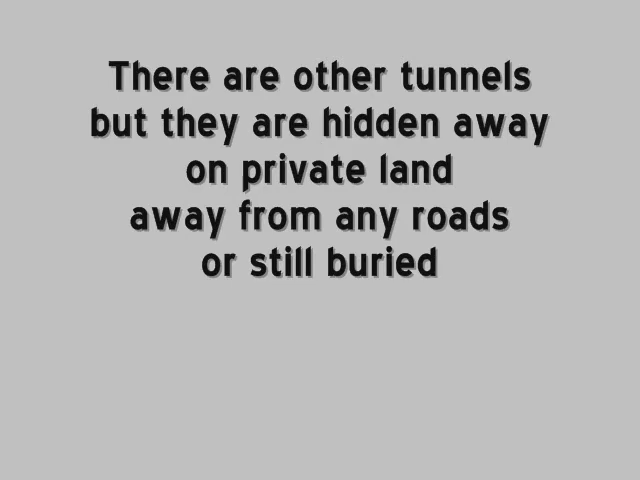 There are other tunnels
but they are hidden away
on private land
away from any roads
or still buried